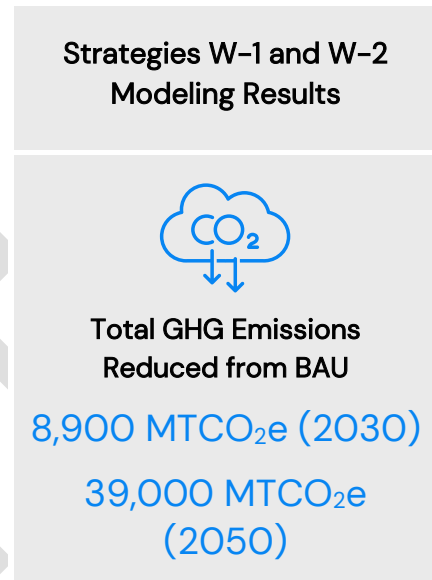 Strategies W-1 and W-2
Modeling Results
CO₂
Total GHG Emissions
Reduced from BAU
8,900 MTCO₂e (2030)
39,000 MTCO₂e
(2050)